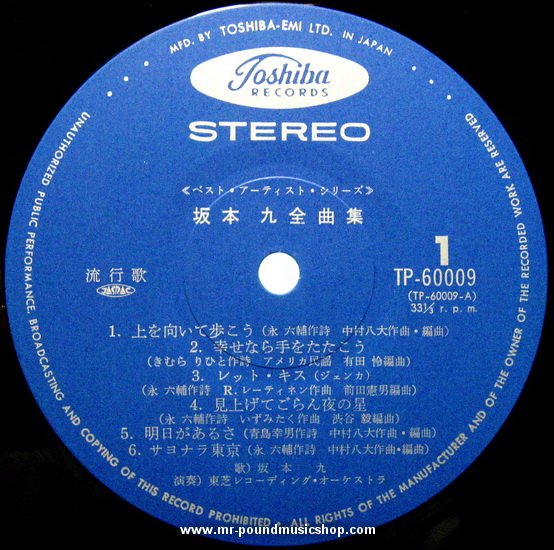 MFD. BY TOSHIBA-EMI LTD. IN JAPAN
Toshiba
RECORDS
STEREO
≪ベスト・アーティスト・シリーズ≫
坂本 九全曲集
1
流行歌
JASRAC
TP-60009
(TP-60009-A)
33⅓ r. p. m.
1. 上を向いて歩こう (永 六輔作詩 中村八大作曲・編曲)
2. 幸せなら手をたたこう
(きむら りひと作詩 アメリカ民謡 有田 怜編曲)
3. レット・キス (ジェンカ)
(永 六輔作詩 R.レーティネン作曲 前田憲男編曲)
4. 見上げてごらん夜の星
(永 六輔作詩 いずみたく作曲 渋谷 毅編曲)
5. 明日があるさ (青島幸男作詩 中村八大作曲・編曲)
6. サヨナラ東京 (永 六輔作詩 中村八大作曲・編曲)
歌) 坂本 九
演奏) 東芝レコーディング・オーケストラ
UNAUTHORIZED PUBLIC PERFORMANCE, BROADCASTING AND COPYING OF THIS RECORD PROHIBITED • ALL RIGHTS OF THE MANUFACTURER AND OF THE OWNER OF THE RECORDED WORK ARE RESERVED
www.mr-poundmusicshop.com